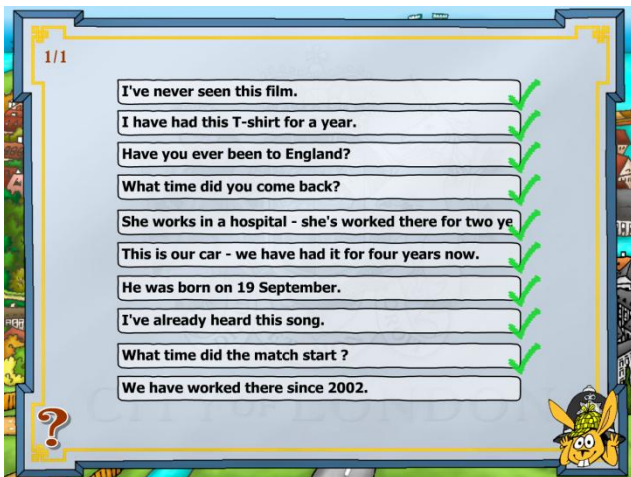 1/1
I've never seen this film.
I have had this T-shirt for a year.
Have you ever been to England?
What time did you come back?
She works in a hospital - she's worked there for two ye
This is our car - we have had it for four years now.
He was born on 19 September.
I've already heard this song.
What time did the match start ?
We have worked there since 2002.
CITY OF LONDON
?